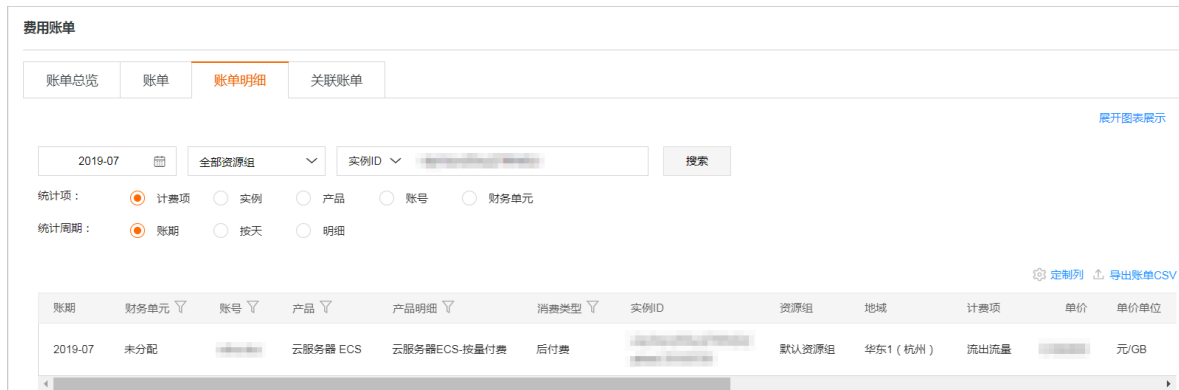 费用账单
账单总览 账单 账单明细 关联账单
展开图表展示
2019-07 全部资源组 实例ID 搜索
统计项： 计费项 实例 产品 账号 财务单元
统计周期： 账期 按天 明细
定制列 导出账单CSV
账期 财务单元 账号 产品 产品明细 消费类型 实例ID 资源组 地域 计费项 单价 单价单位
2019-07 未分配 云服务器 ECS 云服务器ECS-按量付费 后付费 默认资源组 华东1（杭州） 流出流量 元/GB